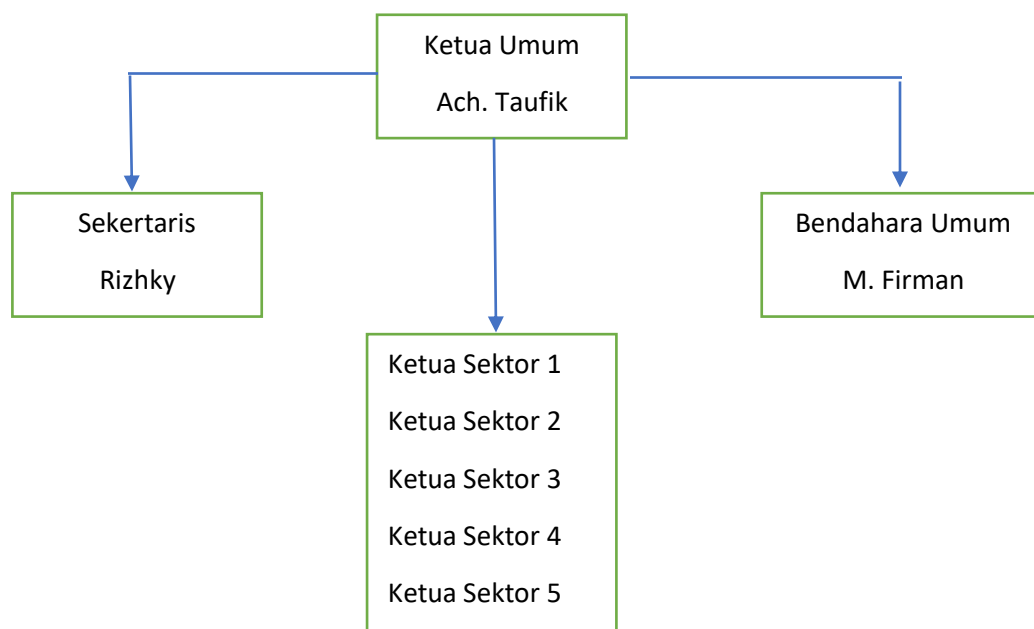 Ketua Umum
Ach. Taufik
Sekertaris
Rizhky
Bendahara Umum
M. Firman
Ketua Sektor 1
Ketua Sektor 2
Ketua Sektor 3
Ketua Sektor 4
Ketua Sektor 5